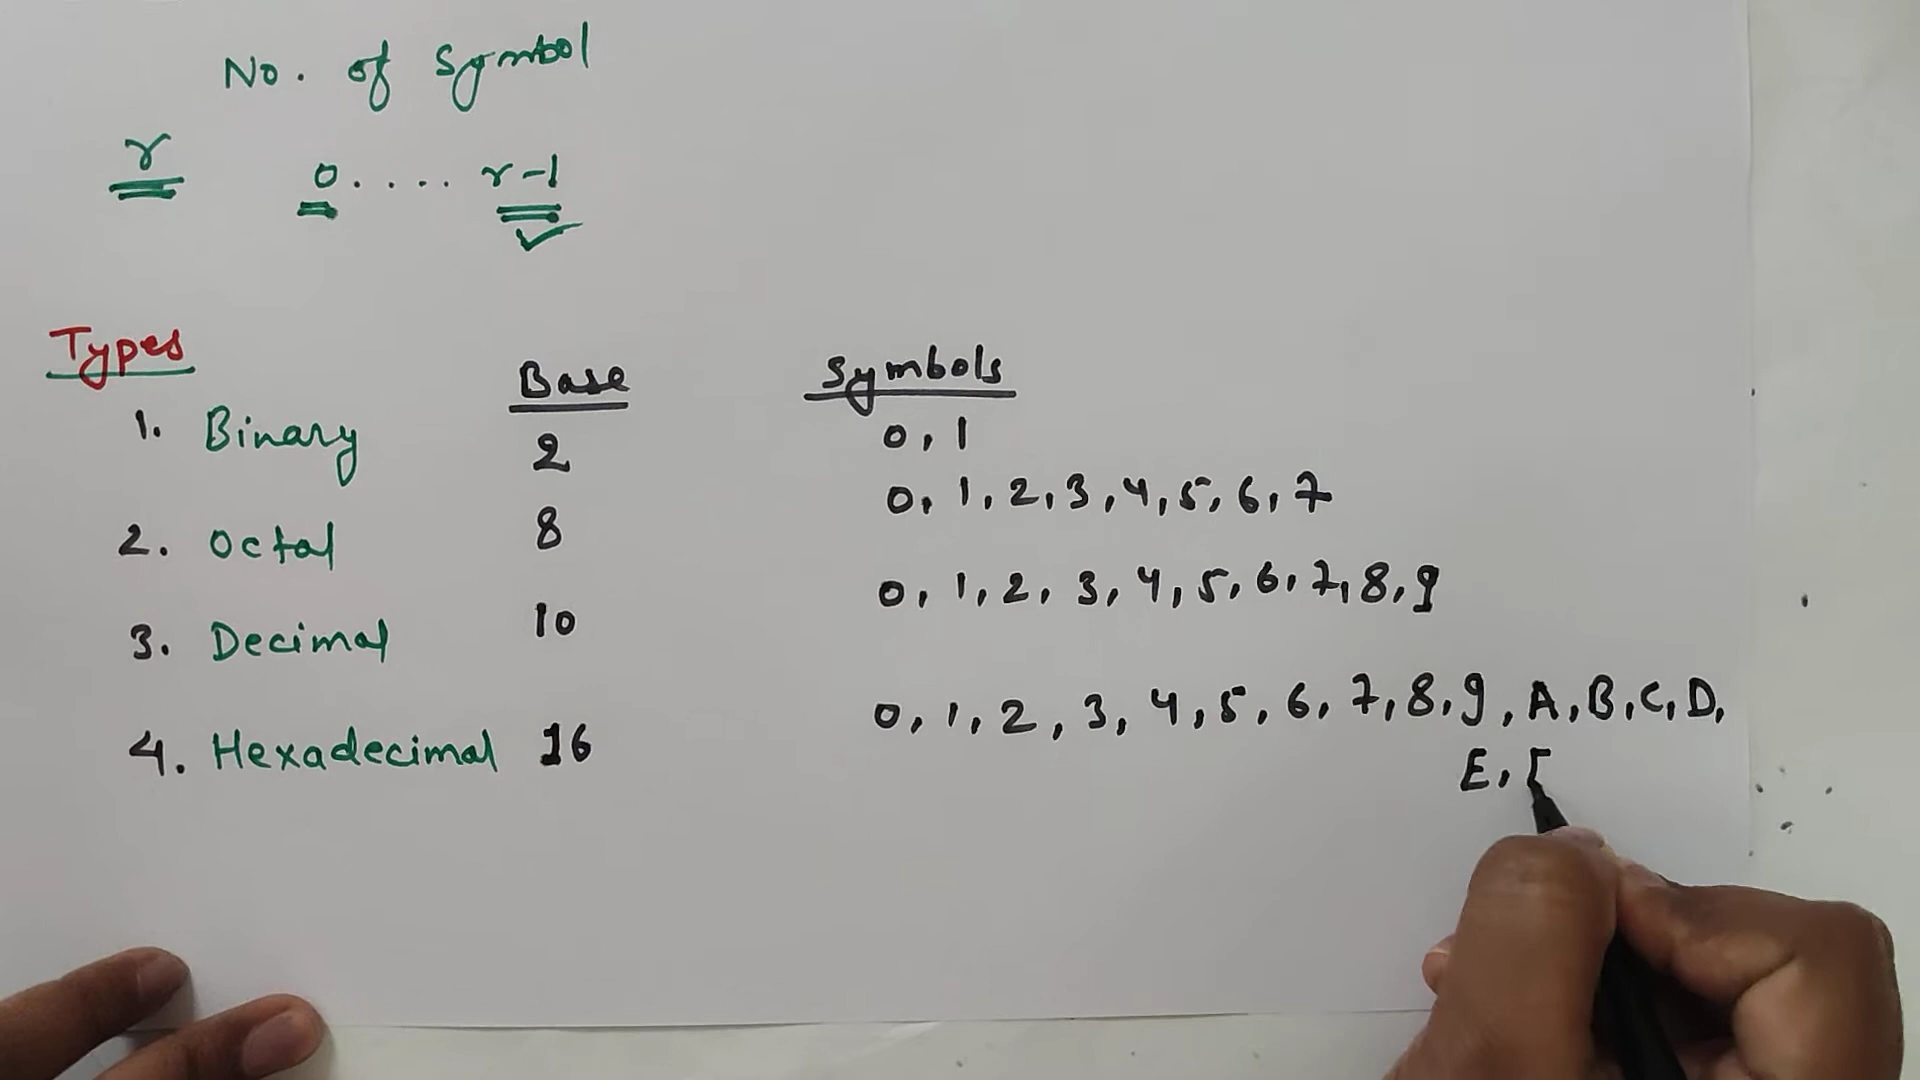 No. of Symbol
r 0.... r-1
Types Base Symbols
1. Binary 2 0, 1
2. Octal 8 0, 1, 2, 3, 4, 5, 6, 7
3. Decimal 10 0, 1, 2, 3, 4, 5, 6, 7, 8, 9
4. Hexadecimal 16 0, 1, 2, 3, 4, 5, 6, 7, 8, 9, A, B, C, D,
E,